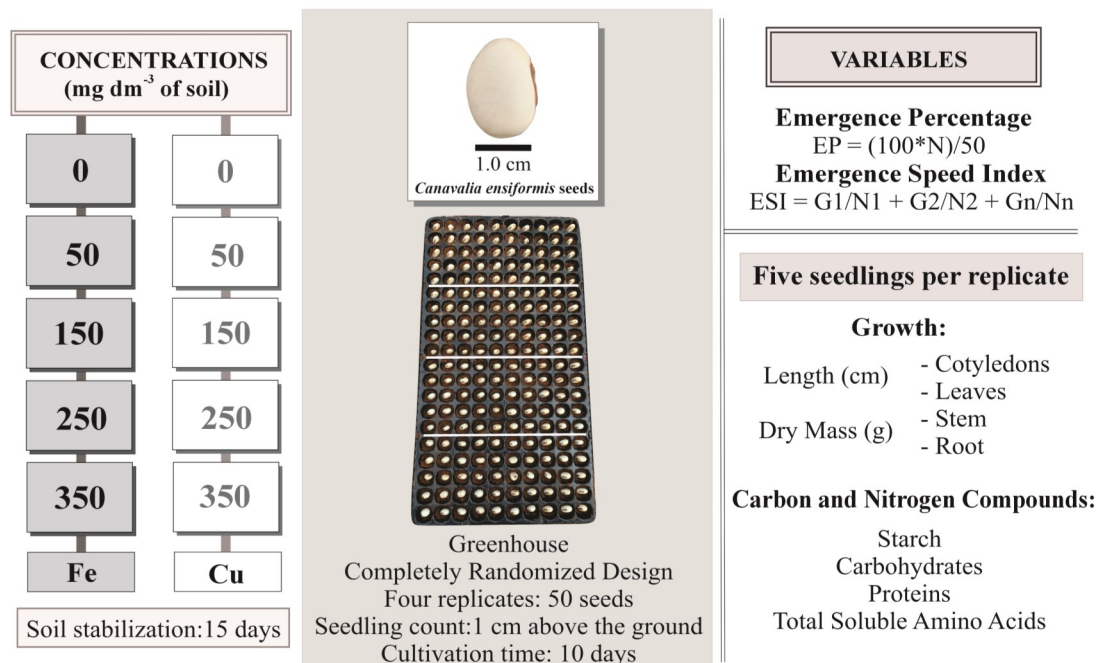 CONCENTRATIONS
(mg dm⁻³ of soil)
0
50
150
250
350
Fe
0
50
150
250
350
Cu
Soil stabilization:15 days
1.0 cm
Canavalia ensiformis seeds
Greenhouse
Completely Randomized Design
Four replicates: 50 seeds
Seedling count:1 cm above the ground
Cultivation time: 10 days
VARIABLES
Emergence Percentage
EP = (100*N)/50
Emergence Speed Index
ESI = G1/N1 + G2/N2 + Gn/Nn
Five seedlings per replicate
Growth:
Length (cm)
Dry Mass (g)
- Cotyledons
- Leaves
- Stem
- Root
Carbon and Nitrogen Compounds:
Starch
Carbohydrates
Proteins
Total Soluble Amino Acids